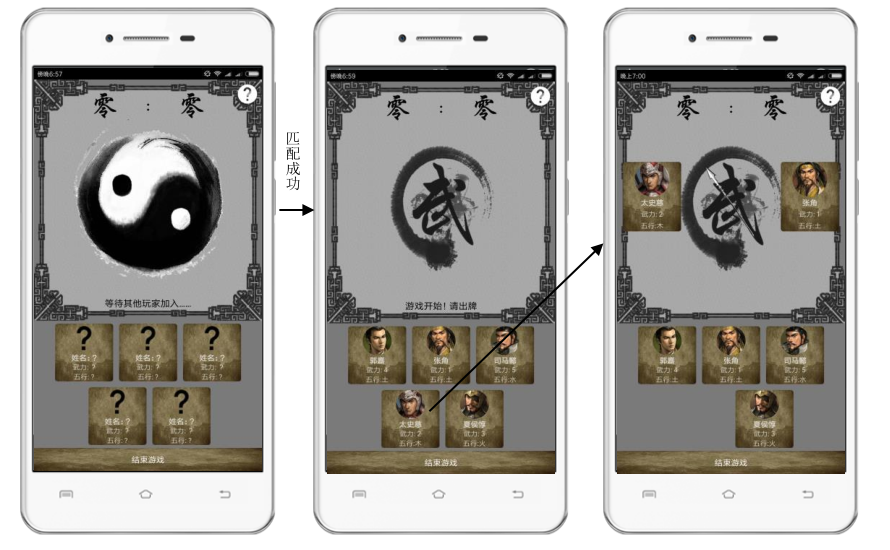 傍晚6:57
零 : 零
?
等待其他玩家加入......
? ? ?
姓名:? 姓名:? 姓名:?
武力:? 武力:? 武力:?
五行:? 五行:? 五行:?
? ?
姓名:? 姓名:?
武力:? 武力:?
五行:? 五行:?
结束游戏
匹配成功
傍晚6:59
零 : 零
?
武
游戏开始！请出牌
郭嘉 张角 司马懿
武力:4 武力:1 武力:5
五行:土 五行:土 五行:水
太史慈 夏侯惇
武力:2 武力:3
五行:木 五行:火
结束游戏
晚上7:00
零 : 零
?
武
太史慈 张角
武力:2 武力:1
五行:木 五行:土
郭嘉 张角 司马懿
武力:4 武力:1 武力:5
五行:土 五行:土 五行:水
夏侯惇
武力:3
五行:火
结束游戏